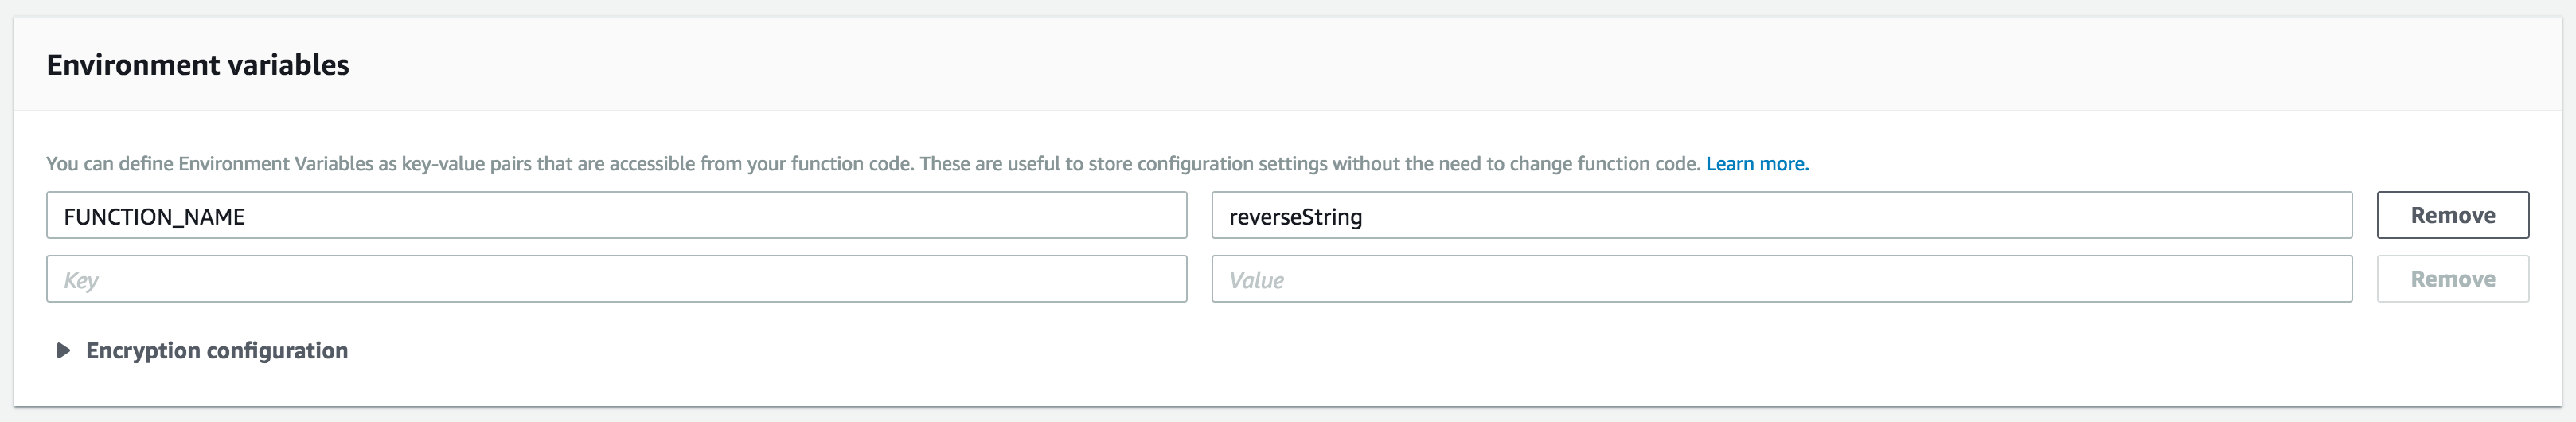 Environment variables
You can define Environment Variables as key-value pairs that are accessible from your function code. These are useful to store configuration settings without the need to change function code. Learn more.
FUNCTION_NAME reverseString Remove
Key Value Remove
Encryption configuration